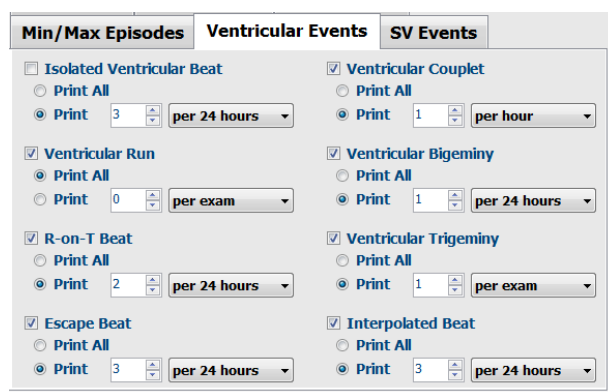 Min/Max Episodes Ventricular Events SV Events
Isolated Ventricular Beat
Print All
Print 3 per 24 hours
Ventricular Couplet
Print All
Print 1 per hour
Ventricular Run
Print All
Print 0 per exam
Ventricular Bigeminy
Print All
Print 1 per 24 hours
R-on-T Beat
Print All
Print 2 per 24 hours
Ventricular Trigeminy
Print All
Print 1 per exam
Escape Beat
Print All
Print 3 per 24 hours
Interpolated Beat
Print All
Print 3 per 24 hours